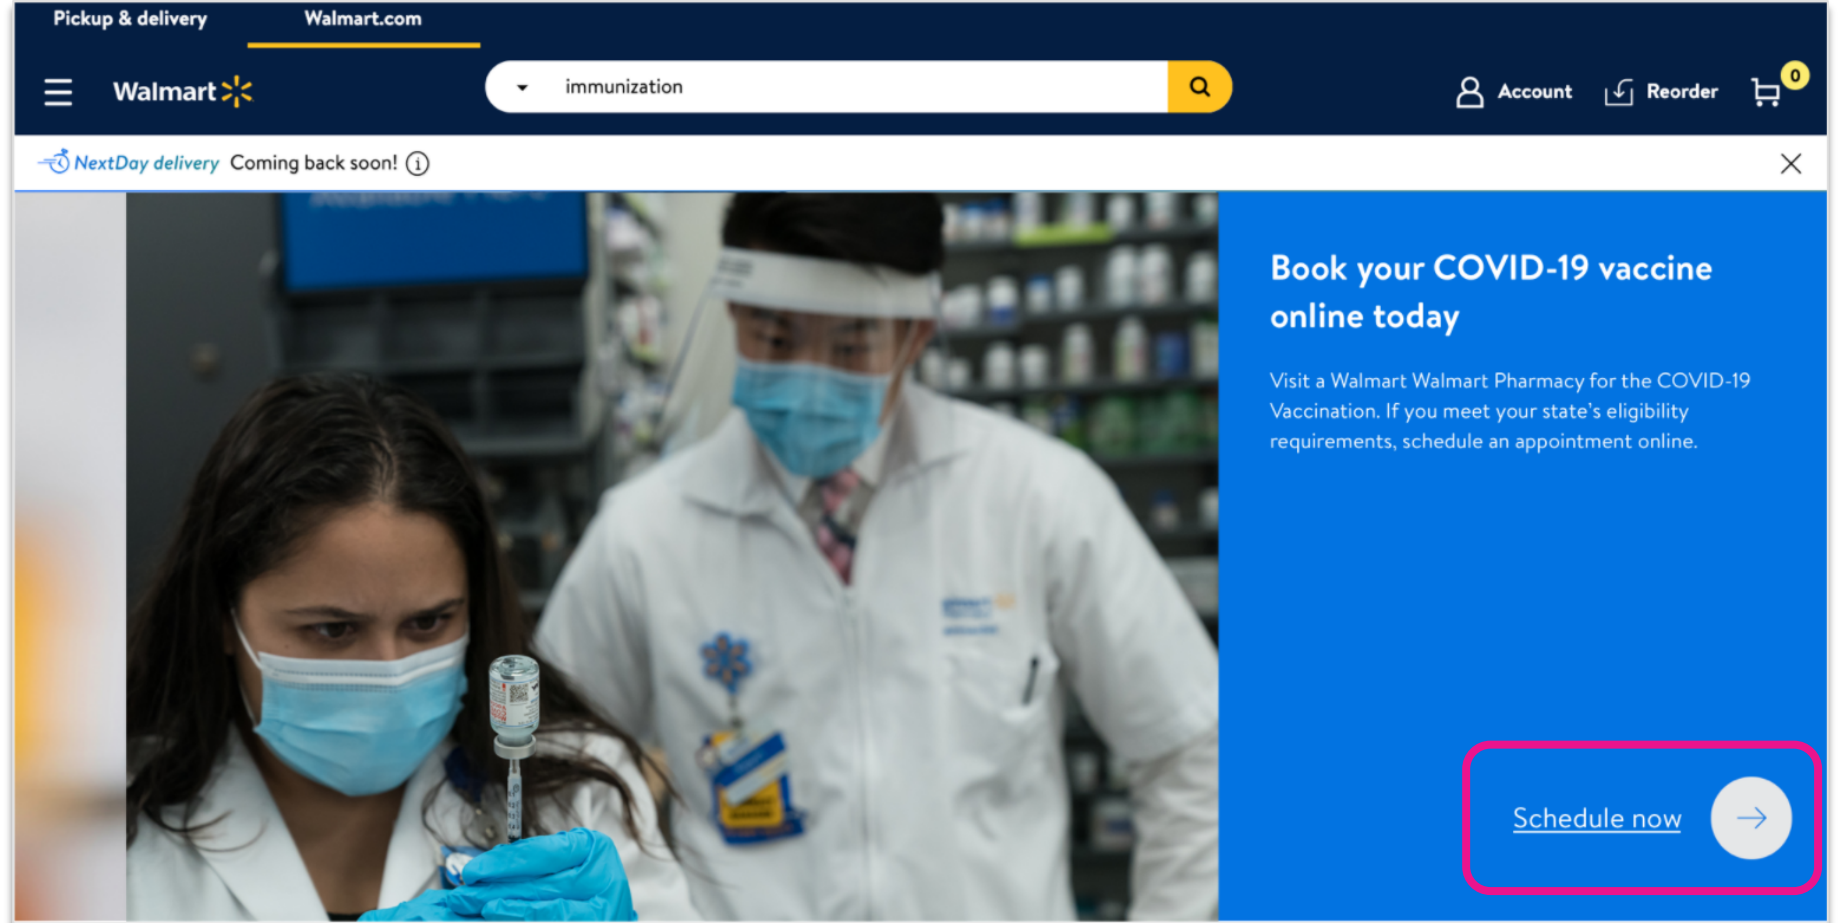 Pickup & delivery
Walmart.com
Walmart
immunization
Account
Reorder
0
NextDay delivery Coming back soon!
Book your COVID-19 vaccine
online today
Visit a Walmart Walmart Pharmacy for the COVID-19
Vaccination. If you meet your state's eligibility
requirements, schedule an appointment online.
Schedule now